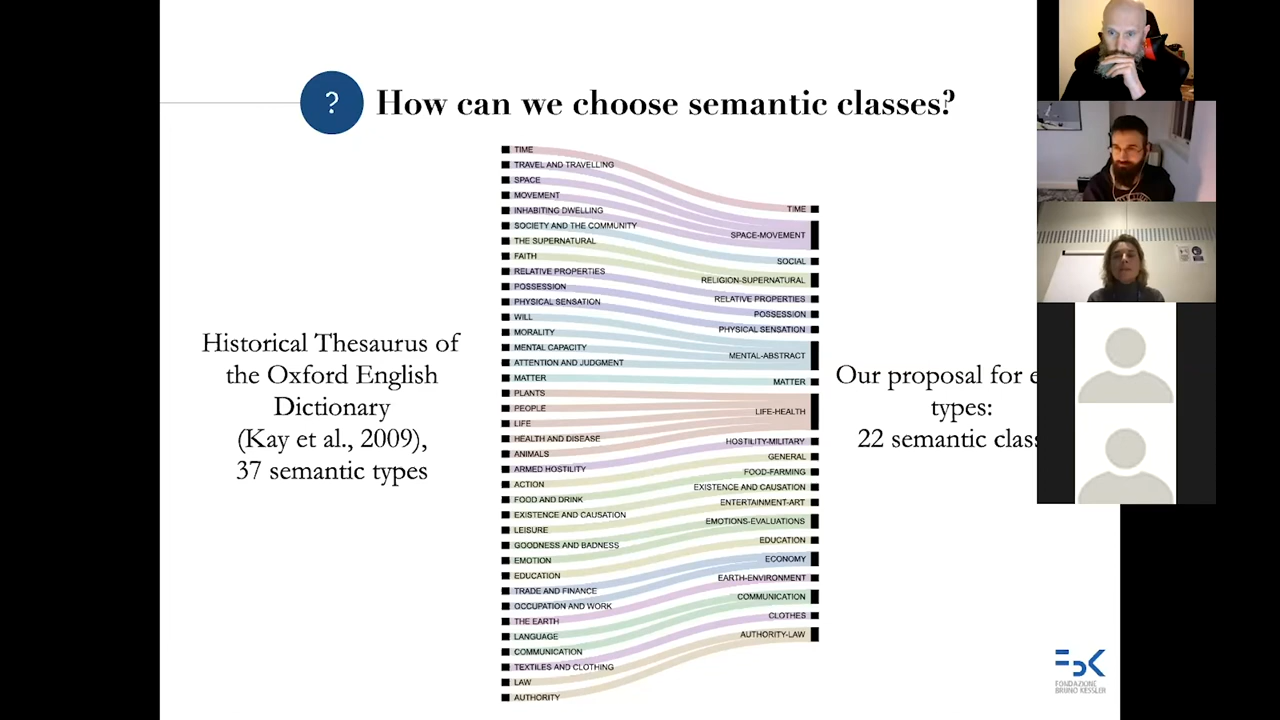 ?
How can we choose semantic classes?
Historical Thesaurus of
the Oxford English
Dictionary
(Kay et al., 2009),
37 semantic types
TIME
TRAVEL AND TRAVELLING
SPACE
MOVEMENT
INHABITING DWELLING
SOCIETY AND THE COMMUNITY
THE SUPERNATURAL
FAITH
RELATIVE PROPERTIES
POSSESSION
PHYSICAL SENSATION
WILL
MORALITY
MENTAL CAPACITY
ATTENTION AND JUDGMENT
MATTER
PLANTS
PEOPLE
LIFE
HEALTH AND DISEASE
ANIMALS
ARMED HOSTILITY
ACTION
FOOD AND DRINK
EXISTENCE AND CAUSATION
LEISURE
GOODNESS AND BADNESS
EMOTION
EDUCATION
TRADE AND FINANCE
OCCUPATION AND WORK
THE EARTH
LANGUAGE
COMMUNICATION
TEXTILES AND CLOTHING
LAW
AUTHORITY
TIME
SPACE-MOVEMENT
SOCIAL
RELIGION-SUPERNATURAL
RELATIVE PROPERTIES
POSSESSION
PHYSICAL SENSATION
MENTAL-ABSTRACT
MATTER
LIFE-HEALTH
HOSTILITY-MILITARY
GENERAL
FOOD-FARMING
EXISTENCE AND CAUSATION
ENTERTAINMENT-ART
EMOTIONS-EVALUATIONS
EDUCATION
ECONOMY
EARTH-ENVIRONMENT
COMMUNICATION
CLOTHES
AUTHORITY-LAW
Our proposal for
types:
22 semantic
FBK
FONDAZIONE
BRUNO KESSLER